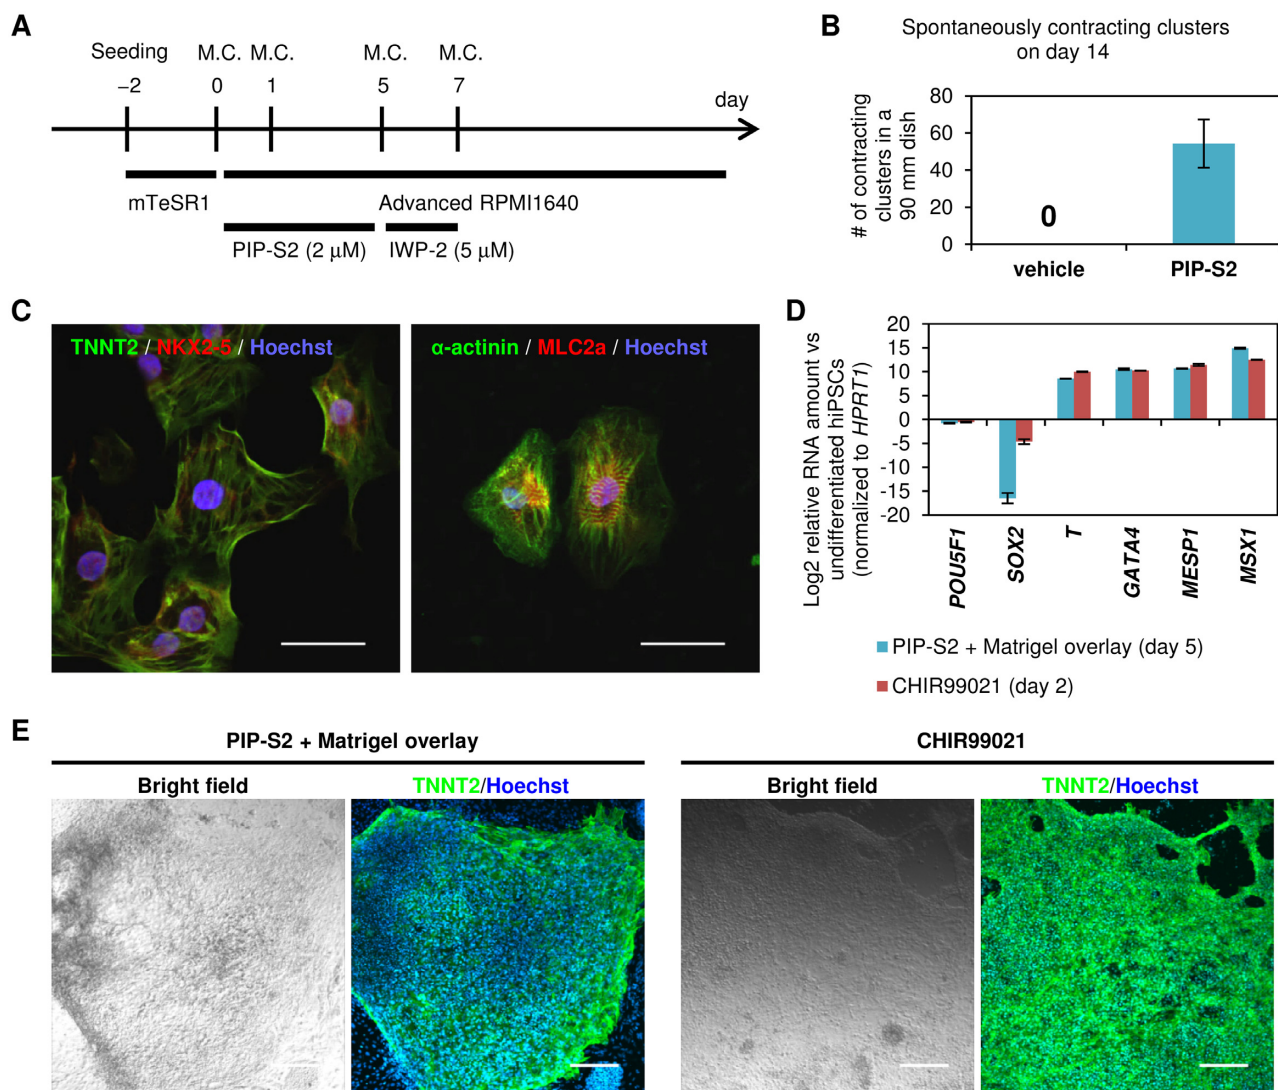 A
Seeding M.C. M.C. M.C. M.C.
−2 0 1 5 7
day
mTeSR1 Advanced RPMI1640
PIP-S2 (2 μM) IWP-2 (5 μM)
B
Spontaneously contracting clusters
on day 14
# of contracting
clusters in a
90 mm dish
80
60
40
20
0
0
vehicle PIP-S2
C
TNNT2 / NKX2-5 / Hoechst
α-actinin / MLC2a / Hoechst
D
Log2 relative RNA amount vs
undifferentiated hiPSCs
(normalized to HPRT1)
20
15
10
5
0
-5
-10
-15
-20
POU5F1
SOX2
T
GATA4
MESP1
MSX1
PIP-S2 + Matrigel overlay (day 5)
CHIR99021 (day 2)
E
PIP-S2 + Matrigel overlay
CHIR99021
Bright field TNNT2/Hoechst Bright field TNNT2/Hoechst